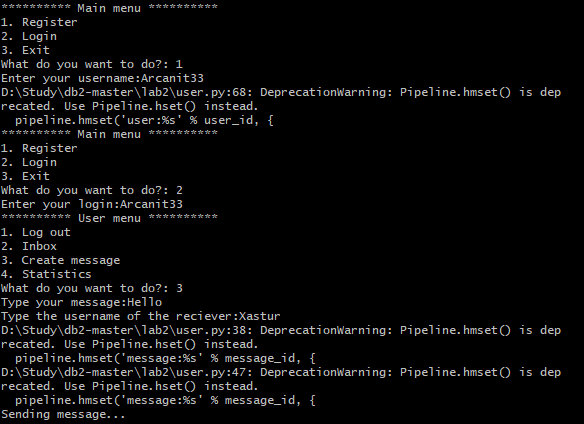 ********** Main menu **********
1. Register
2. Login
3. Exit
What do you want to do?: 1
Enter your username:Arcanit33
D:\Study\db2-master\lab2\user.py:68: DeprecationWarning: Pipeline.hmset() is dep
recated. Use Pipeline.hset() instead.
  pipeline.hmset('user:%s' % user_id, {
********** Main menu **********
1. Register
2. Login
3. Exit
What do you want to do?: 2
Enter your login:Arcanit33
********** User menu **********
1. Log out
2. Inbox
3. Create message
4. Statistics
What do you want to do?: 3
Type your message:Hello
Type the username of the reciever:Xastur
D:\Study\db2-master\lab2\user.py:38: DeprecationWarning: Pipeline.hmset() is dep
recated. Use Pipeline.hset() instead.
  pipeline.hmset('message:%s' % message_id, {
D:\Study\db2-master\lab2\user.py:47: DeprecationWarning: Pipeline.hmset() is dep
recated. Use Pipeline.hset() instead.
  pipeline.hmset('message:%s' % message_id, {
Sending message...